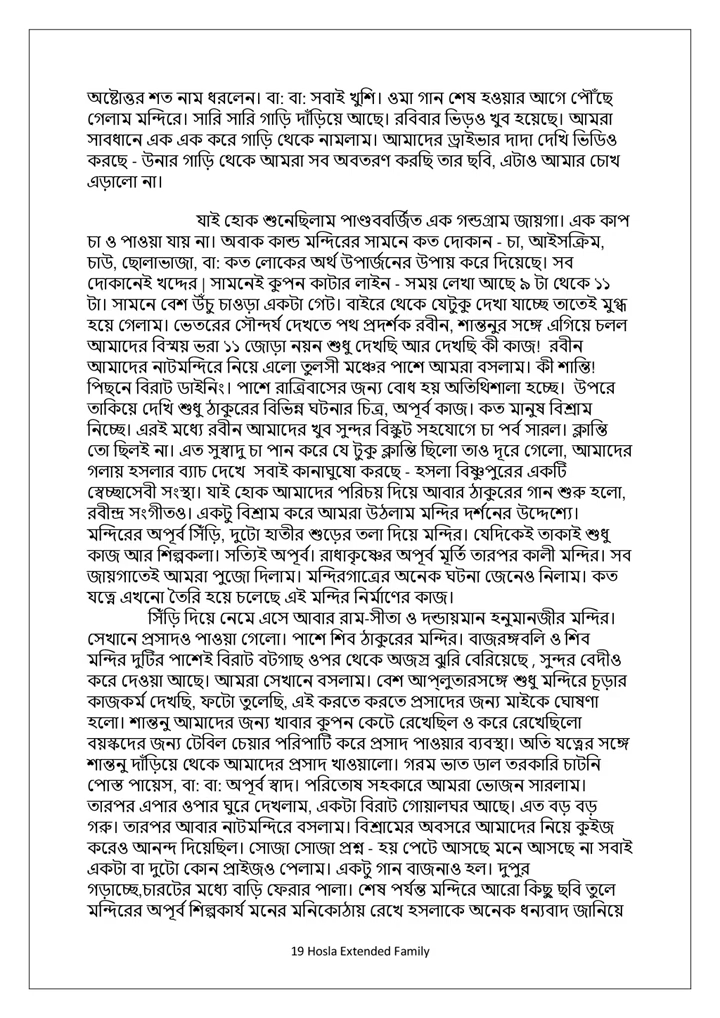 অষ্টোত্তর শত নাম ধরলেন। বা: বা: সবাই খুশি। ওমা গান শেষ হওয়ার আগে পৌঁছে
গেলাম মন্দিরে। সারি সারি গাড়ি দাঁড়িয়ে আছে। রবিবার ভিড়ও খুব হয়েছে। আমরা
সাবধানে এক এক করে গাড়ি থেকে নামলাম। আমাদের ড্রাইভার দাদা দেখি ভিডিও
করছে - উনার গাড়ি থেকে আমরা সব অবতরণ করছি তার ছবি, এটাও আমার চোখ
এড়ালো না।
যাই হোক শুনেছিলাম পাণ্ডববর্জিত এক গন্ডগ্রাম জায়গা। এক কাপ
চা ও পাওয়া যায় না। অবাক কান্ড মন্দিরের সামনে কত দোকান - চা, আইসক্রিম,
চাউ, ছোলাভাজা, বা: কত লোকের অর্থ উপার্জনের উপায় করে দিয়েছে। সব
দোকানেই খদ্দের | সামনেই কুপন কাটার লাইন - সময় লেখা আছে ৯ টা থেকে ১১
টা। সামনে বেশ উঁচু চাওড়া একটা গেট। বাইরে থেকে যেটুকু দেখা যাচ্ছে তাতেই মুগ্ধ
হয়ে গেলাম। ভেতরের সৌন্দর্য দেখতে পথ প্রদর্শক রবীন, শান্তনুর সঙ্গে এগিয়ে চলল
আমাদের বিস্ময় ভরা ১১ জোড়া নয়ন শুধু দেখছি আর দেখছি কী কাজ! রবীন
আমাদের নাটমন্দিরে নিয়ে এলো তুলসী মঞ্চের পাশে আমরা বসলাম। কী শান্তি!
পিছনে বিরাট ডাইনিং। পাশে রাত্রিবাসের জন্য বোধ হয় অতিথিশালা হচ্ছে। উপরে
তাকিয়ে দেখি শুধু ঠাকুরের বিভিন্ন ঘটনার চিত্র, অপূর্ব কাজ। কত মানুষ বিশ্রাম
নিচ্ছে। এরই মধ্যে রবীন আমাদের খুব সুন্দর বিস্কুট সহযোগে চা পর্ব সারল। ক্লান্তি
তো ছিলই না। এত সুস্বাদু চা পান করে যে টুকু ক্লান্তি ছিলো তাও দূরে গেলো, আমাদের
গলায় হসলার ব্যাচ দেখে সবাই কানাঘুষো করছে - হসলা বিষ্ণুপুরের একটি
স্বেচ্ছাসেবী সংস্থা। যাই হোক আমাদের পরিচয় দিয়ে আবার ঠাকুরের গান শুরু হলো,
রবীন্দ্র সংগীতও। একটু বিশ্রাম করে আমরা উঠলাম মন্দির দর্শনের উদ্দেশ্যে।
মন্দিরের অপূর্ব সিঁড়ি, দুটো হাতীর শুড়ের তলা দিয়ে মন্দির। যেদিকেই তাকাই শুধু
কাজ আর শিল্পকলা। সত্যিই অপূর্ব। রাধাকৃষ্ণের অপূর্ব মূর্তি তারপর কালী মন্দির। সব
জায়গাতেই আমরা পুজো দিলাম। মন্দিরগাত্রের অনেক ঘটনা জেনেও নিলাম। কত
যত্নে এখনো তৈরি হয়ে চলেছে এই মন্দির নির্মাণের কাজ।
সিঁড়ি দিয়ে নেমে এসে আবার রাম-সীতা ও দন্ডায়মান হনুমানজীর মন্দির।
সেখানে প্রসাদও পাওয়া গেলো। পাশে শিব ঠাকুরের মন্দির। বাজরঙ্গবলি ও শিব
মন্দির দুটির পাশেই বিরাট বটগাছ ওপর থেকে অজস্র ঝুরি বেরিয়েছে , সুন্দর বেদীও
করে দেওয়া আছে। আমরা সেখানে বসলাম। বেশ আপ্লুতারসঙ্গে শুধু মন্দিরে চূড়ার
কাজকর্ম দেখছি, ফটো তুলেছি, এই করতে করতে প্রসাদের জন্য মাইকে ঘোষণা
হলো। শান্তনু আমাদের জন্য খাবার কুপন কেটে রেখেছিল ও করে রেখেছিলো
বয়স্কদের জন্য টেবিল চেয়ার পরিপাটি করে প্রসাদ পাওয়ার ব্যবস্থা। অতি যত্নের সঙ্গে
শান্তনু দাঁড়িয়ে থেকে আমাদের প্রসাদ খাওয়ালো। গরম ভাত ডাল তরকারি চাটনি
পোস্ত পায়েস, বা: বা: অপূর্ব স্বাদ। পরিতোষ সহকারে আমরা ভোজন সারলাম।
তারপর এপার ওপার ঘুরে দেখলাম, একটা বিরাট গোয়ালঘর আছে। এত বড় বড়
গরু। তারপর আবার নাটমন্দিরে বসলাম। বিশ্রামের অবসরে আমাদের নিয়ে কুইজ
করেও আনন্দ দিয়েছিল। সোজা সোজা প্রশ্ন - হয় পেটে আসছে মনে আসছে না সবাই
একটা বা দুটো কোন প্রাইজও পেলাম। একটু গান বাজনাও হল। দুপুর
গড়াচ্ছে,চারটের মধ্যে বাড়ি ফেরার পালা। শেষ পর্যন্ত মন্দিরে আরো কিছু ছবি তুলে
মন্দিরের অপূর্ব শিল্পকার্য মনের মনিকোঠায় রেখে হসলাকে অনেক ধন্যবাদ জানিয়ে
19 Hosla Extended Family